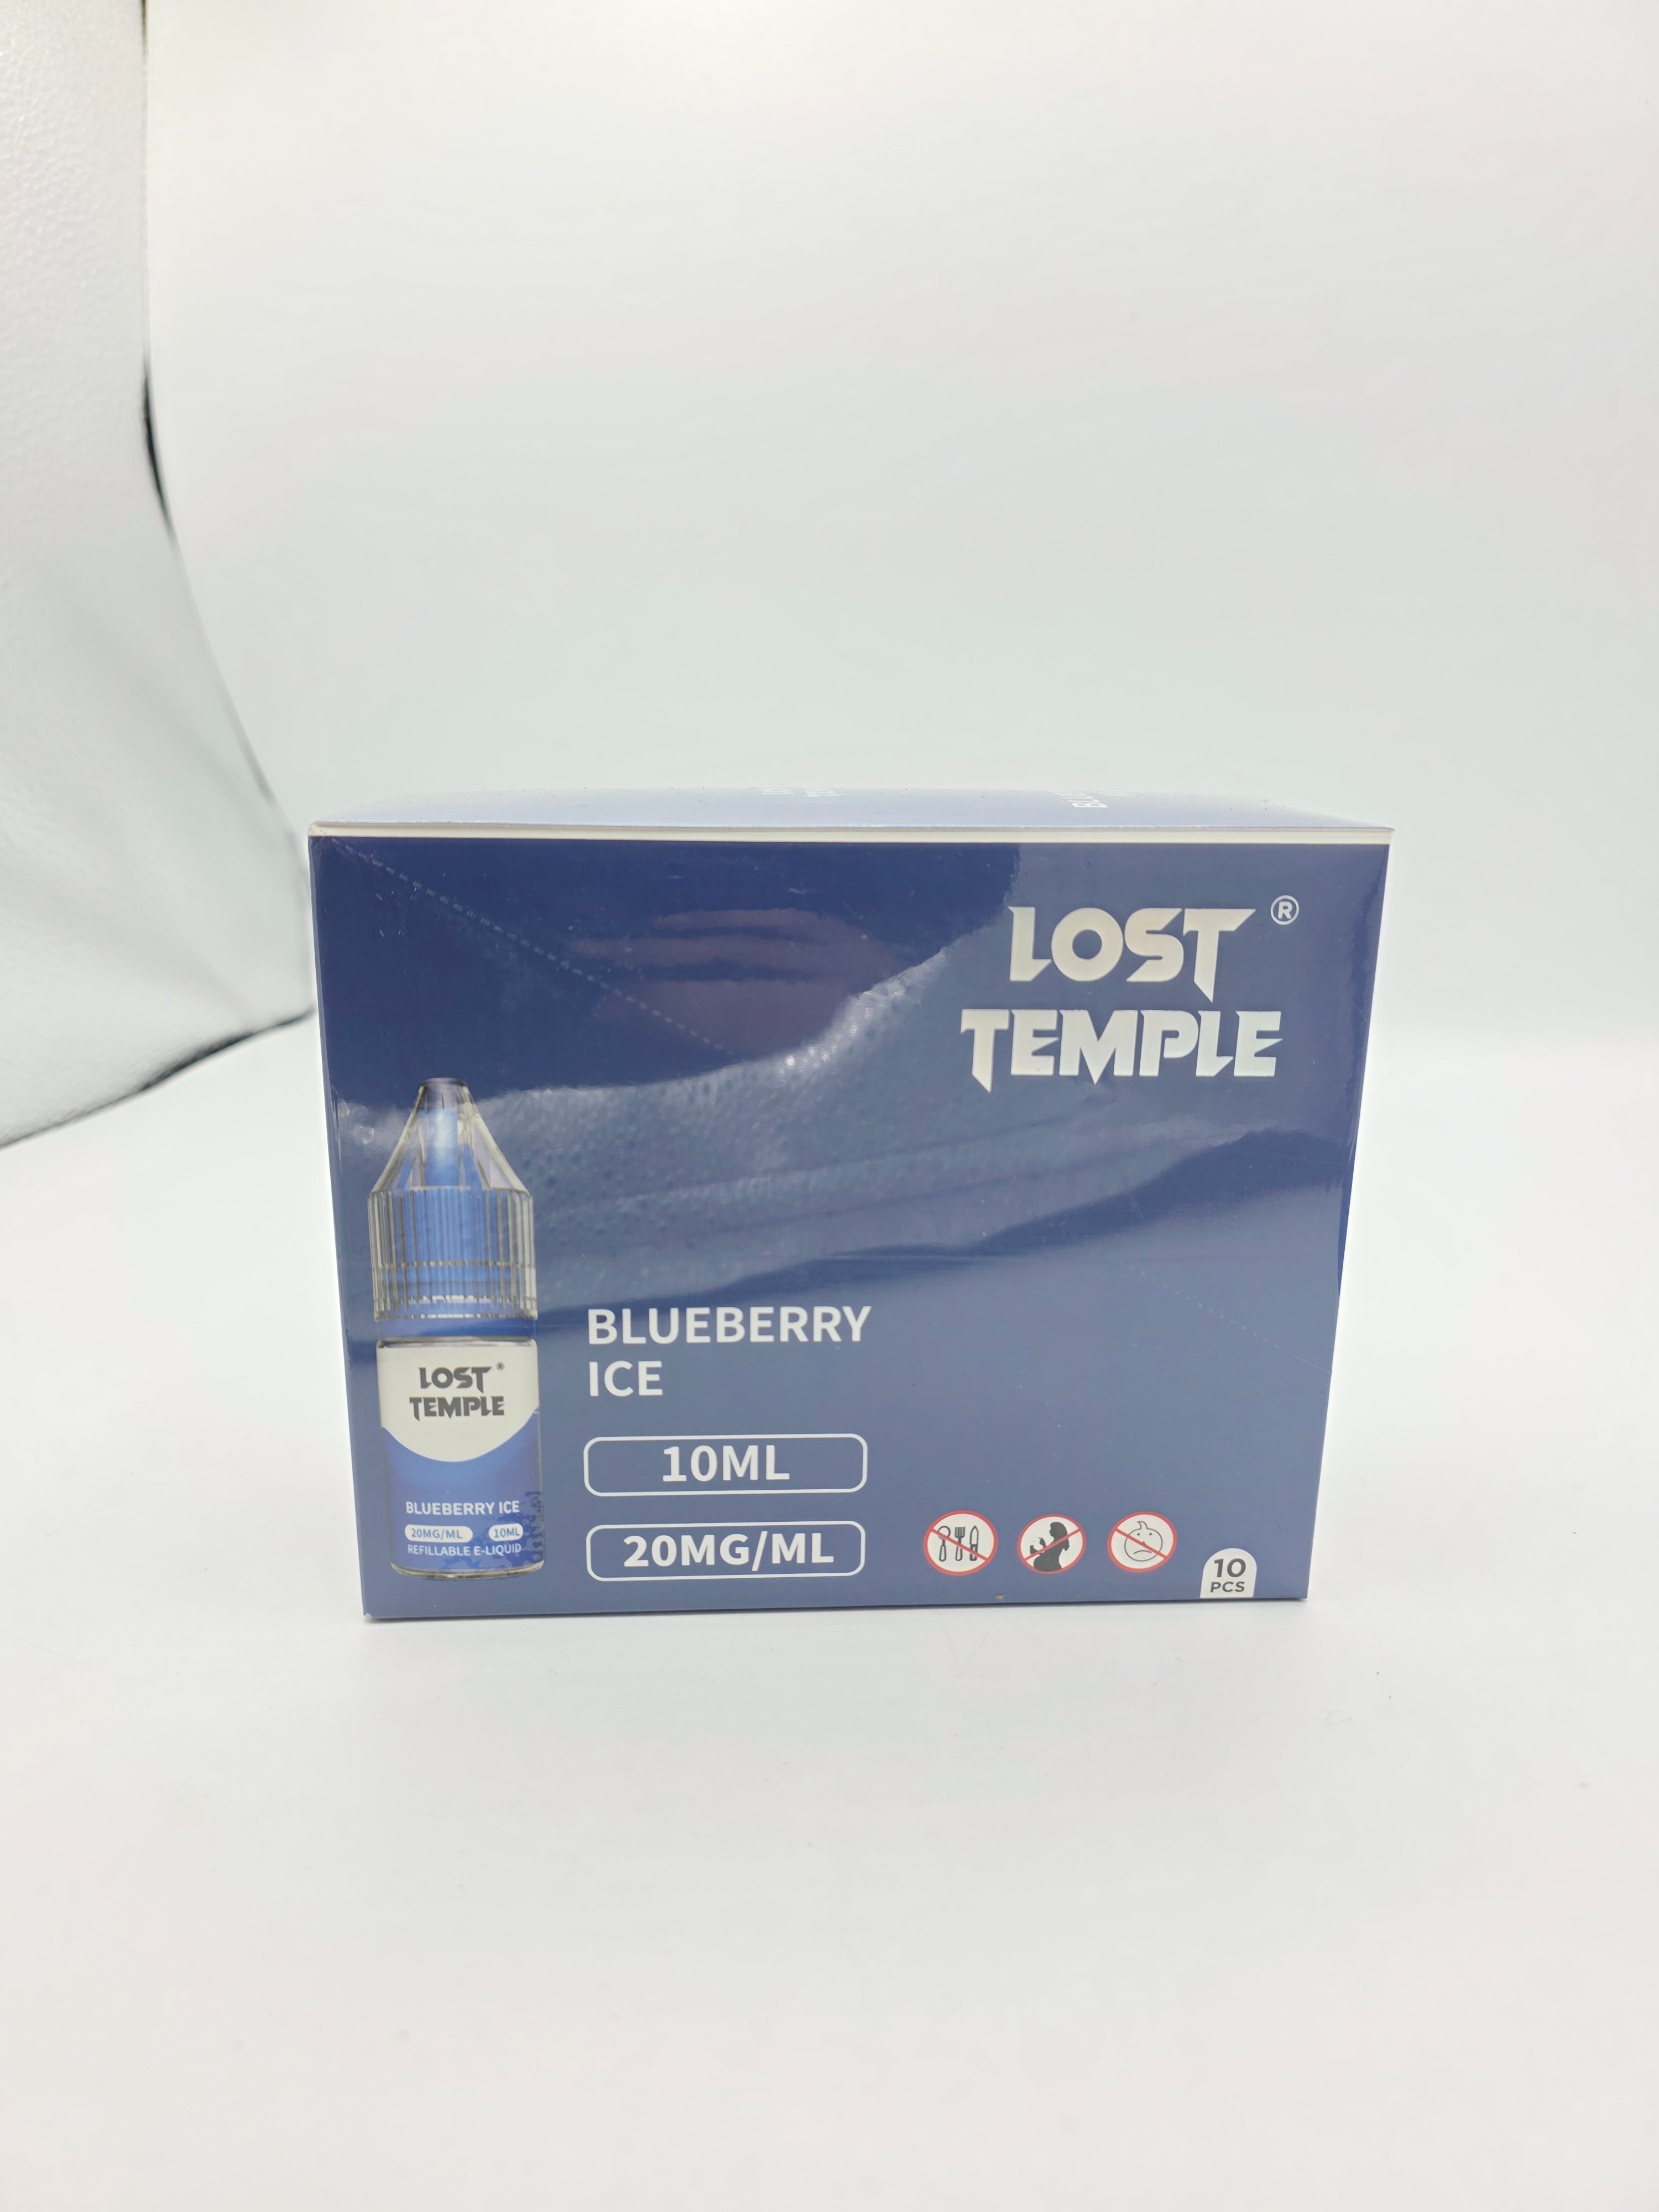 LOST ®
TEMPLE
LOST ®
TEMPLE
BLUEBERRY ICE
20MG/ML 10ML
REFILLABLE E-LIQUID
BLUEBERRY
ICE
10ML
20MG/ML
10
PCS